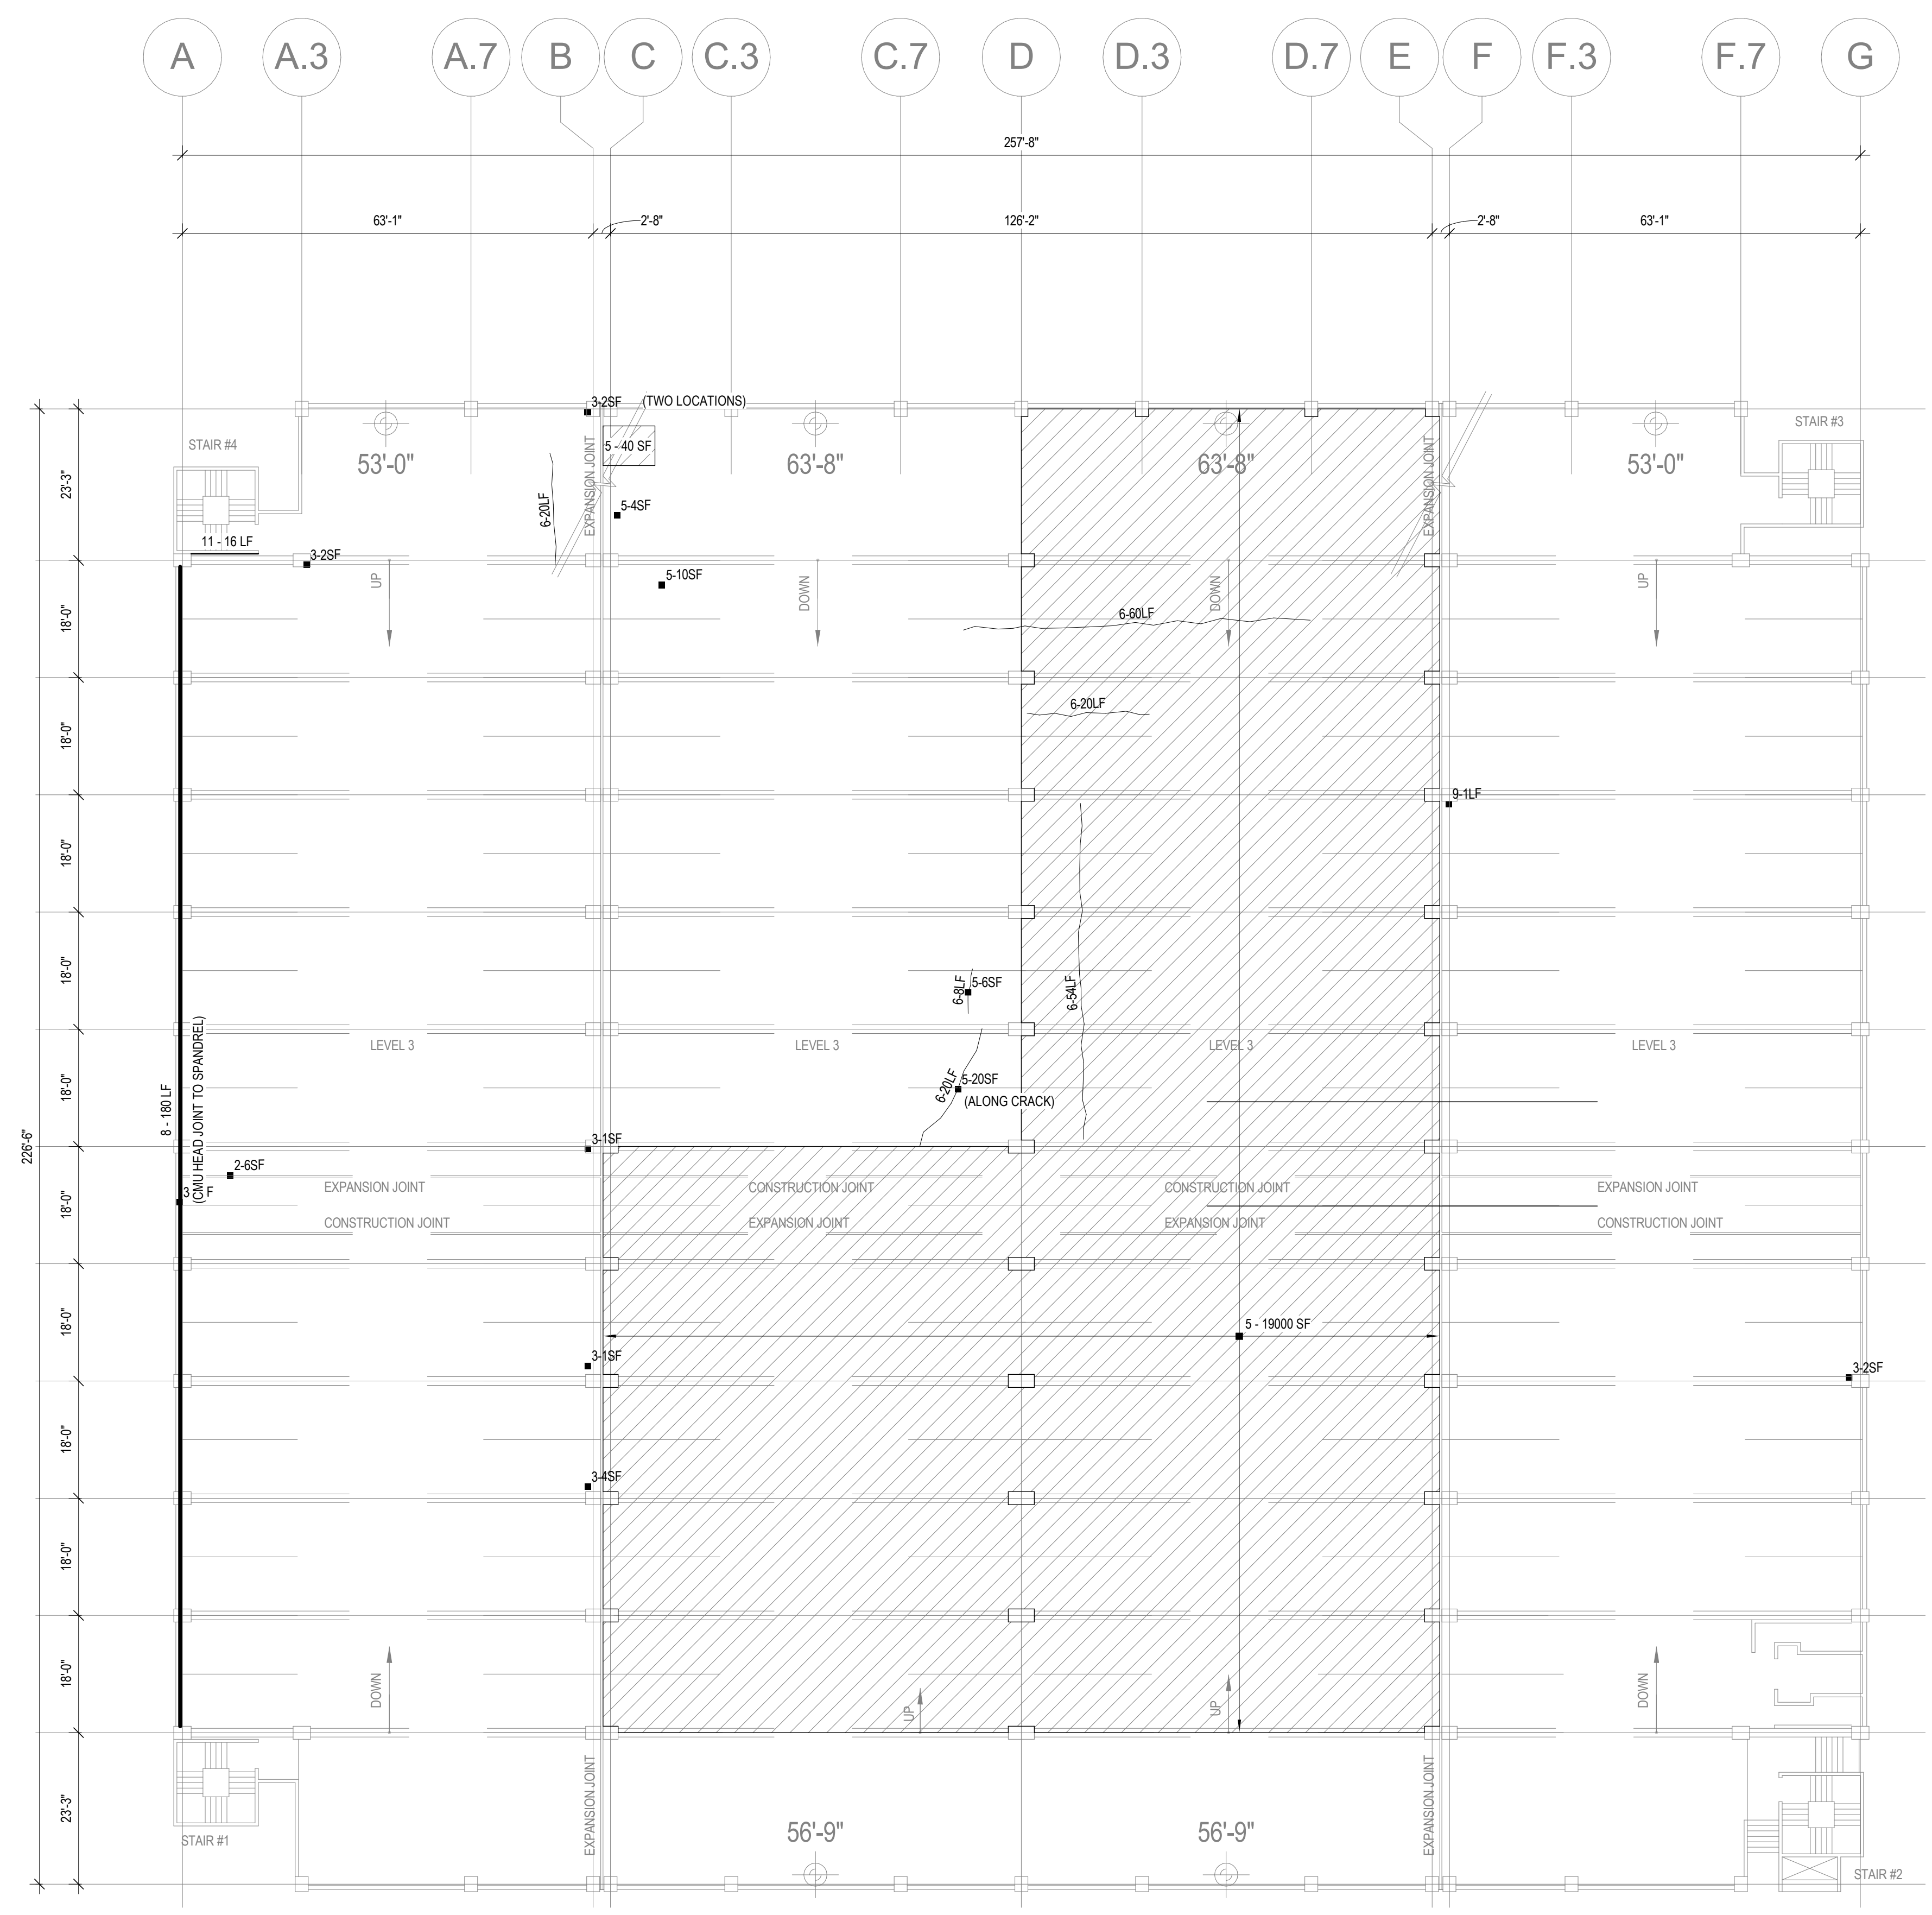 A
A.3
A.7
B
C
C.3
C.7
D
D.3
D.7
E
F
F.3
F.7
G
257'-8"
63'-1"
2'-8"
126'-2"
2'-8"
63'-1"
3-2SF
(TWO LOCATIONS)
STAIR #4
STAIR #3
53'-0"
63'-8"
63'-8"
53'-0"
5 - 40 SF
EXPANSION JOINT
EXPANSION JOINT
23'-3"
6-20LF
5-4SF
11 - 16 LF
3-2SF
UP
5-10SF
DOWN
DOWN
UP
18'-0"
6-60LF
6-20LF
18'-0"
9-1LF
18'-0"
18'-0"
6-8LF
5-6SF
6-54LF
LEVEL 3
LEVEL 3
LEVEL 3
LEVEL 3
18'-0"
6-20LF
5-20SF
(ALONG CRACK)
8 - 180 LF
(CMU HEAD JOINT TO SPANDREL)
226'-6"
3-1SF
2-6SF
3 F
EXPANSION JOINT
CONSTRUCTION JOINT
CONSTRUCTION JOINT
EXPANSION JOINT
18'-0"
CONSTRUCTION JOINT
EXPANSION JOINT
EXPANSION JOINT
CONSTRUCTION JOINT
18'-0"
5 - 19000 SF
3-1SF
3-2SF
18'-0"
3-4SF
18'-0"
18'-0"
DOWN
UP
UP
DOWN
23'-3"
EXPANSION JOINT
EXPANSION JOINT
56'-9"
56'-9"
STAIR #1
STAIR #2